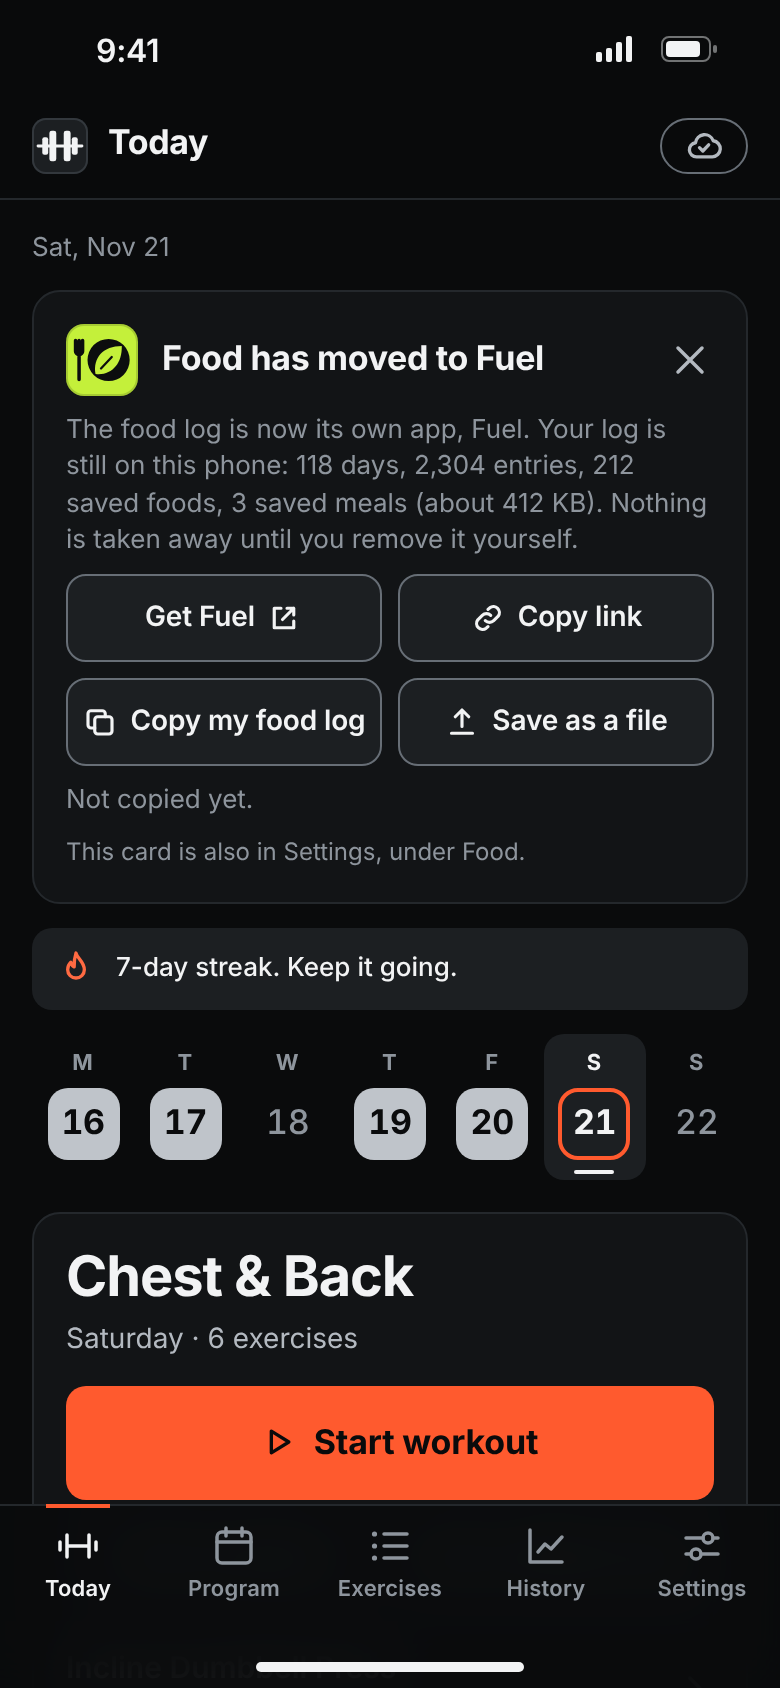 9:41
Today
Sat, Nov 21
Food has moved to Fuel
The food log is now its own app, Fuel. Your log is
still on this phone: 118 days, 2,304 entries, 212
saved foods, 3 saved meals (about 412 KB). Nothing
is taken away until you remove it yourself.
Get Fuel
Copy link
Copy my food log
Save as a file
Not copied yet.
This card is also in Settings, under Food.
7-day streak. Keep it going.
M T W T F S S
16 17 18 19 20 21 22
Chest & Back
Saturday · 6 exercises
Start workout
Today Program Exercises History Settings
Incline